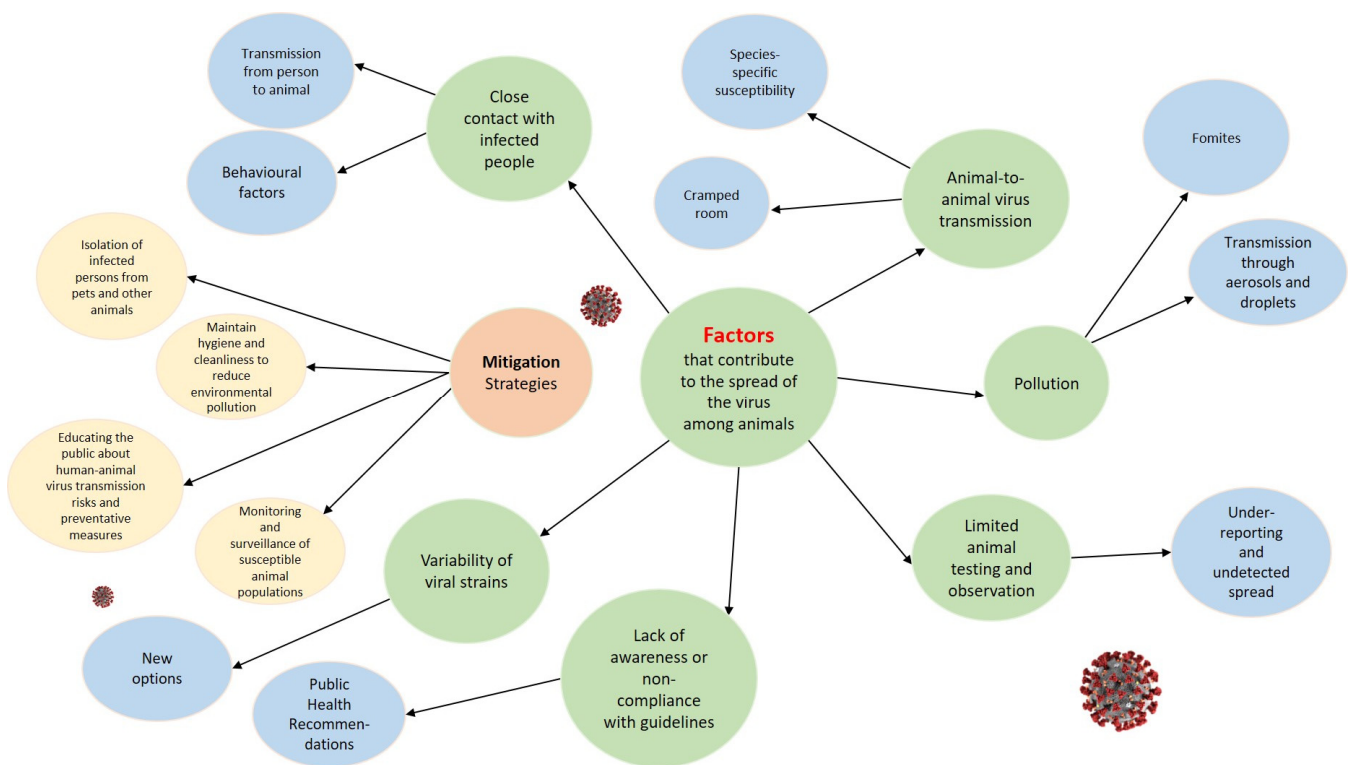 Transmission
from person
to animal
Close
contact with
infected
people
Behavioural
factors
Species-
specific
susceptibility
Cramped
room
Animal-to-
animal virus
transmission
Fomites
Transmission
through
aerosols and
droplets
Pollution
Isolation of
infected
persons from
pets and other
animals
Maintain
hygiene and
cleanliness to
reduce
environmental
pollution
Mitigation
Strategies
Factors
that contribute
to the spread of
the virus
among animals
Educating the
public about
human-animal
virus transmission
risks and
preventative
measures
Monitoring
and
surveillance of
susceptible
animal
populations
Variability of
viral strains
Limited
animal
testing and
observation
Under-
reporting
and
undetected
spread
New
options
Public
Health
Recommen-
dations
Lack of
awareness or
non-
compliance
with guidelines